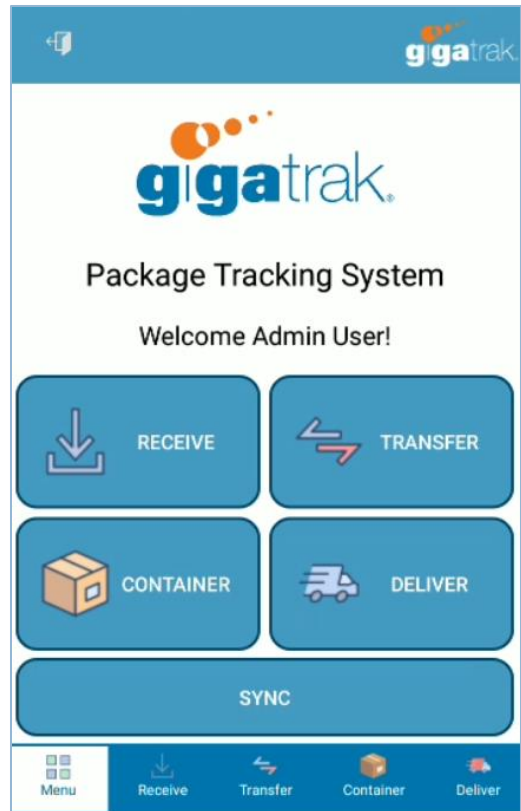 gigatrak.
gigatrak®
Package Tracking System
Welcome Admin User!
RECEIVE
TRANSFER
CONTAINER
DELIVER
SYNC
Menu
Receive
Transfer
Container
Deliver